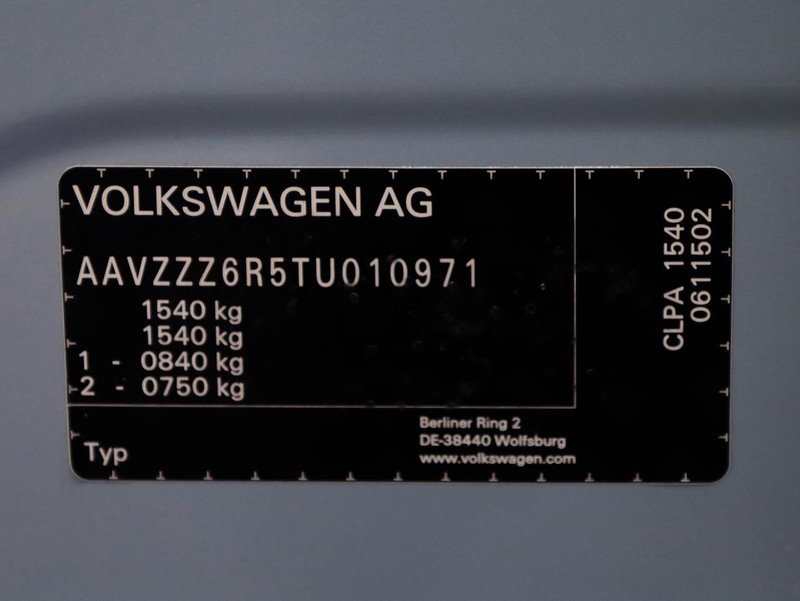 VOLKSWAGEN AG
AAVZZZ6R5TU010971
1540 kg
1540 kg
1 - 0840 kg
2 - 0750 kg
Typ
Berliner Ring 2
DE-38440 Wolfsburg
www.volkswagen.com
CLPA 1540
0611502